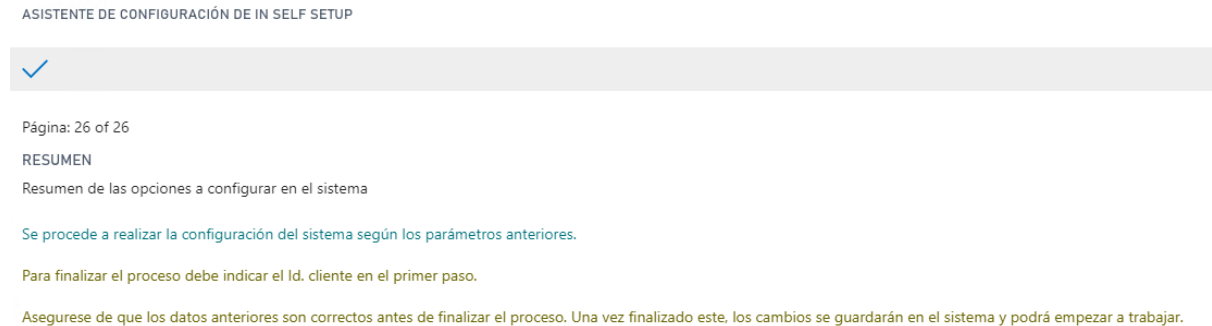 ASISTENTE DE CONFIGURACIÓN DE IN SELF SETUP
Página: 26 of 26
RESUMEN
Resumen de las opciones a configurar en el sistema
Se procede a realizar la configuración del sistema según los parámetros anteriores.
Para finalizar el proceso debe indicar el Id. cliente en el primer paso.
Asegurese de que los datos anteriores son correctos antes de finalizar el proceso. Una vez finalizado este, los cambios se guardarán en el sistema y podrá empezar a trabajar.